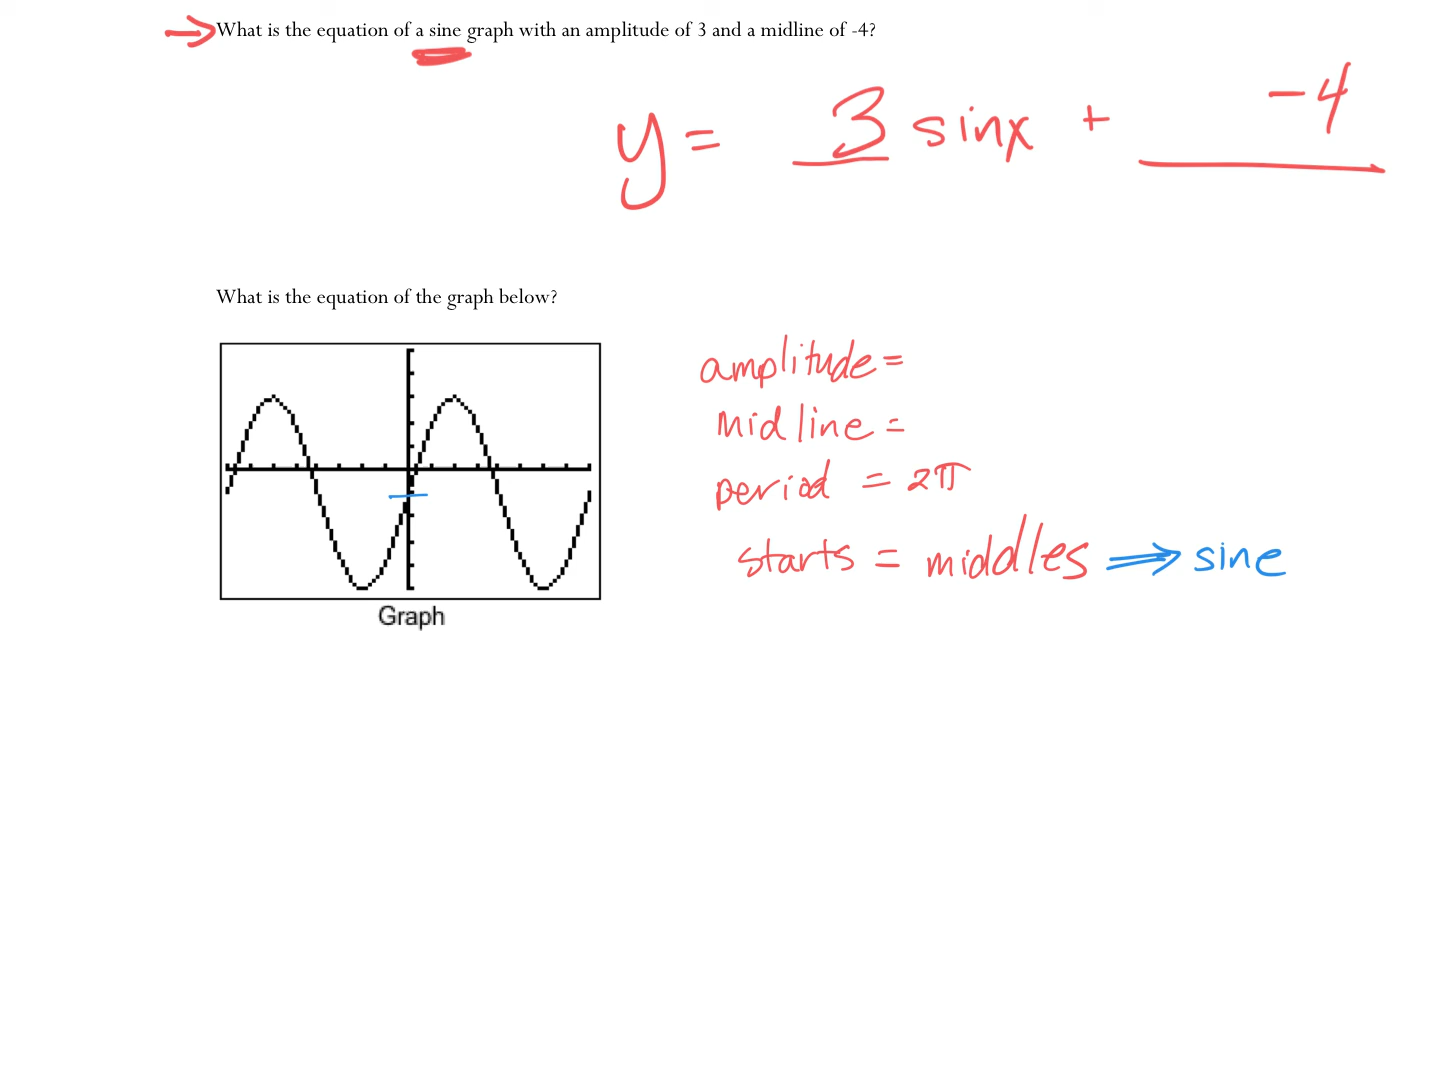 What is the equation of a sine graph with an amplitude of 3 and a midline of -4?
y = 3 sinx + -4
What is the equation of the graph below?
amplitude =
midline =
period = 2π
starts = middles ⇒ sine
Graph